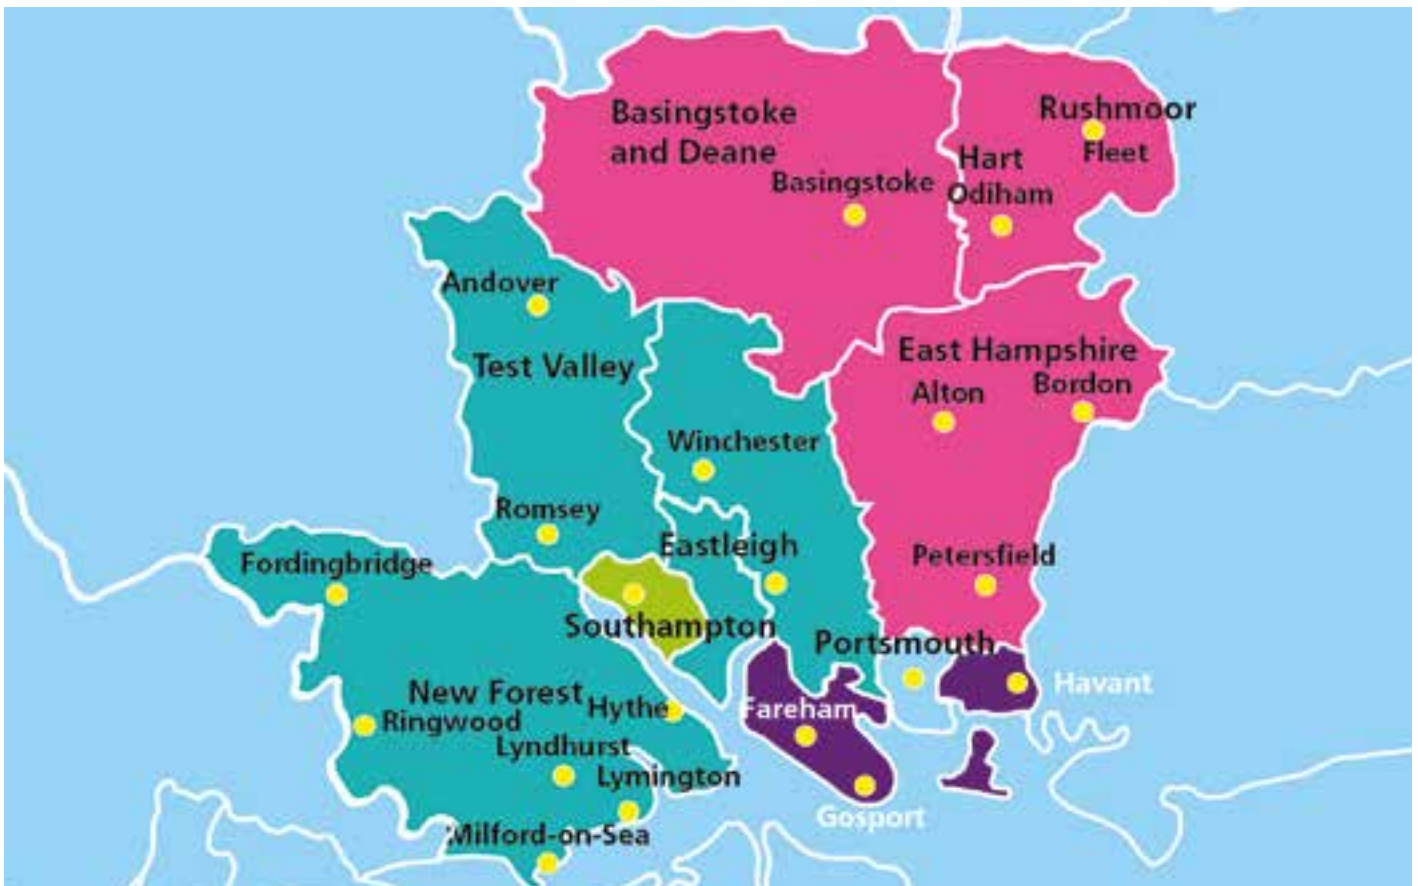 Basingstoke
and Deane
Rushmoor
Fleet
Hart
Basingstoke
Odiham
Andover
Test Valley
East Hampshire
Alton
Bordon
Winchester
Romsey
Eastleigh
Petersfield
Fordingbridge
Southampton
Portsmouth
Havant
New Forest
Hythe
Fareham
Ringwood
Lyndhurst
Lymington
Gosport
Milford-on-Sea